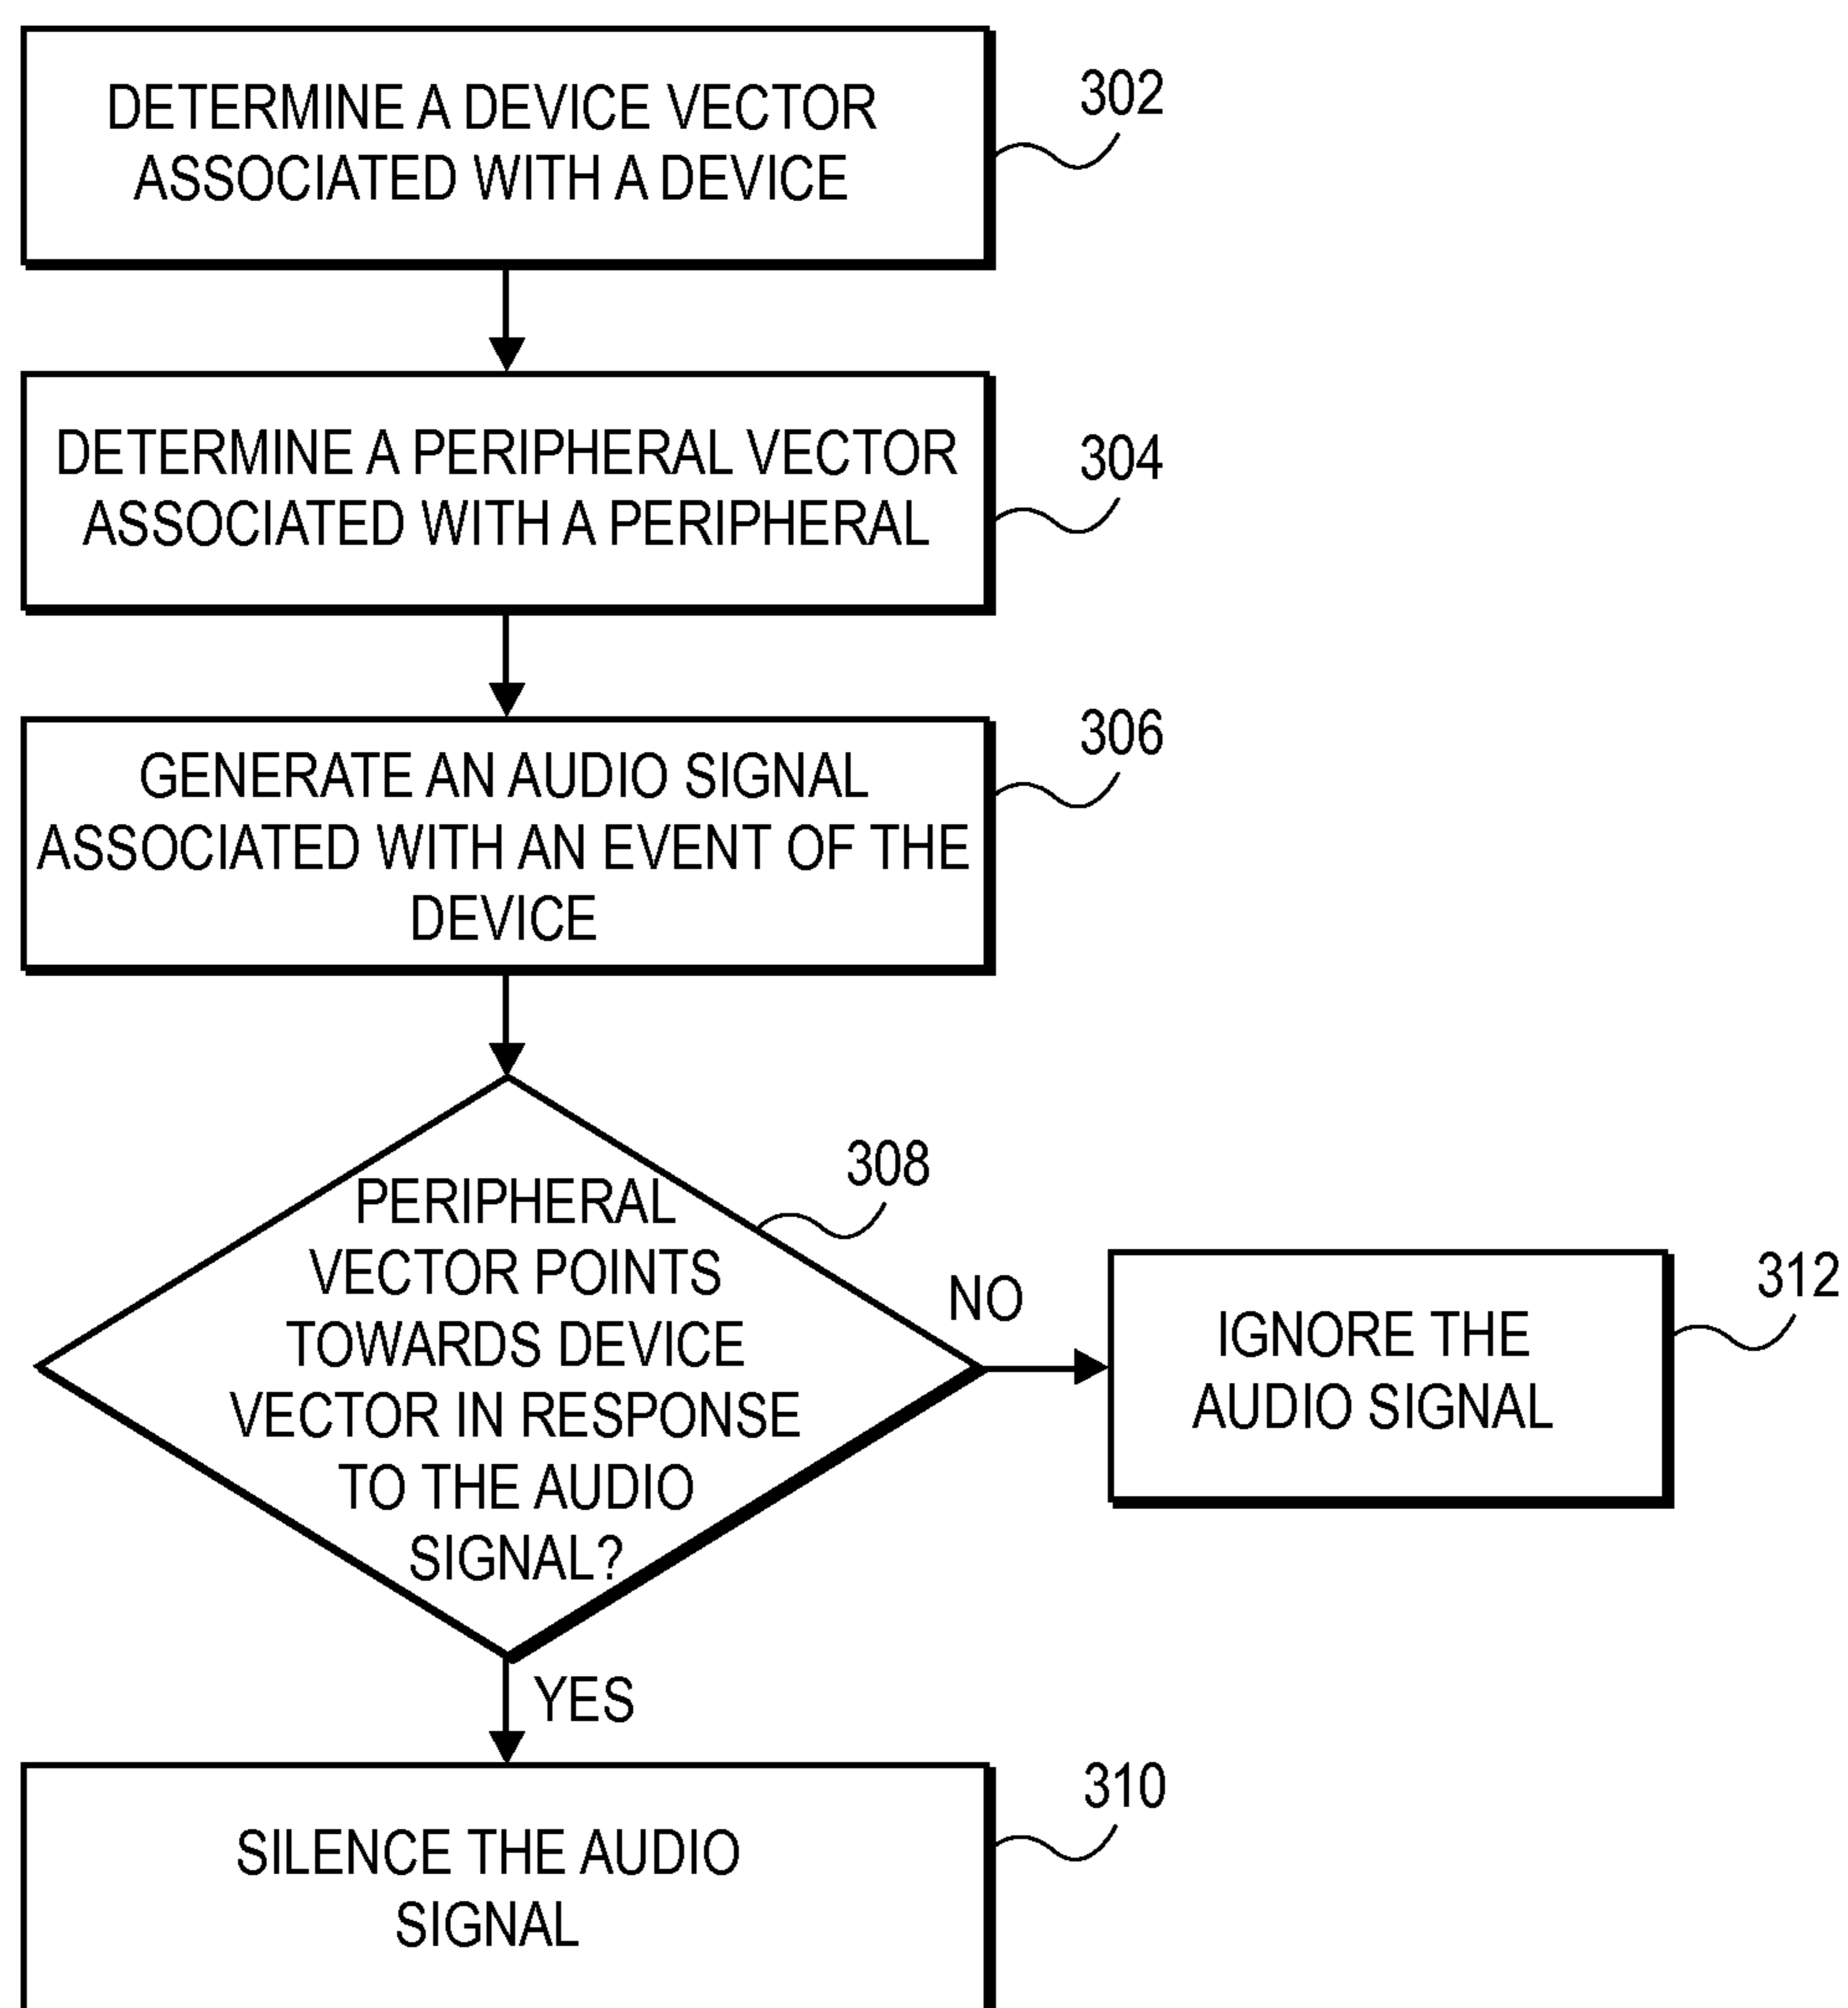 DETERMINE A DEVICE VECTOR
ASSOCIATED WITH A DEVICE
302
DETERMINE A PERIPHERAL VECTOR
ASSOCIATED WITH A PERIPHERAL
304
GENERATE AN AUDIO SIGNAL
ASSOCIATED WITH AN EVENT OF THE
DEVICE
306
PERIPHERAL
VECTOR POINTS
TOWARDS DEVICE
VECTOR IN RESPONSE
TO THE AUDIO
SIGNAL?
308
NO
IGNORE THE
AUDIO SIGNAL
312
YES
SILENCE THE AUDIO
SIGNAL
310